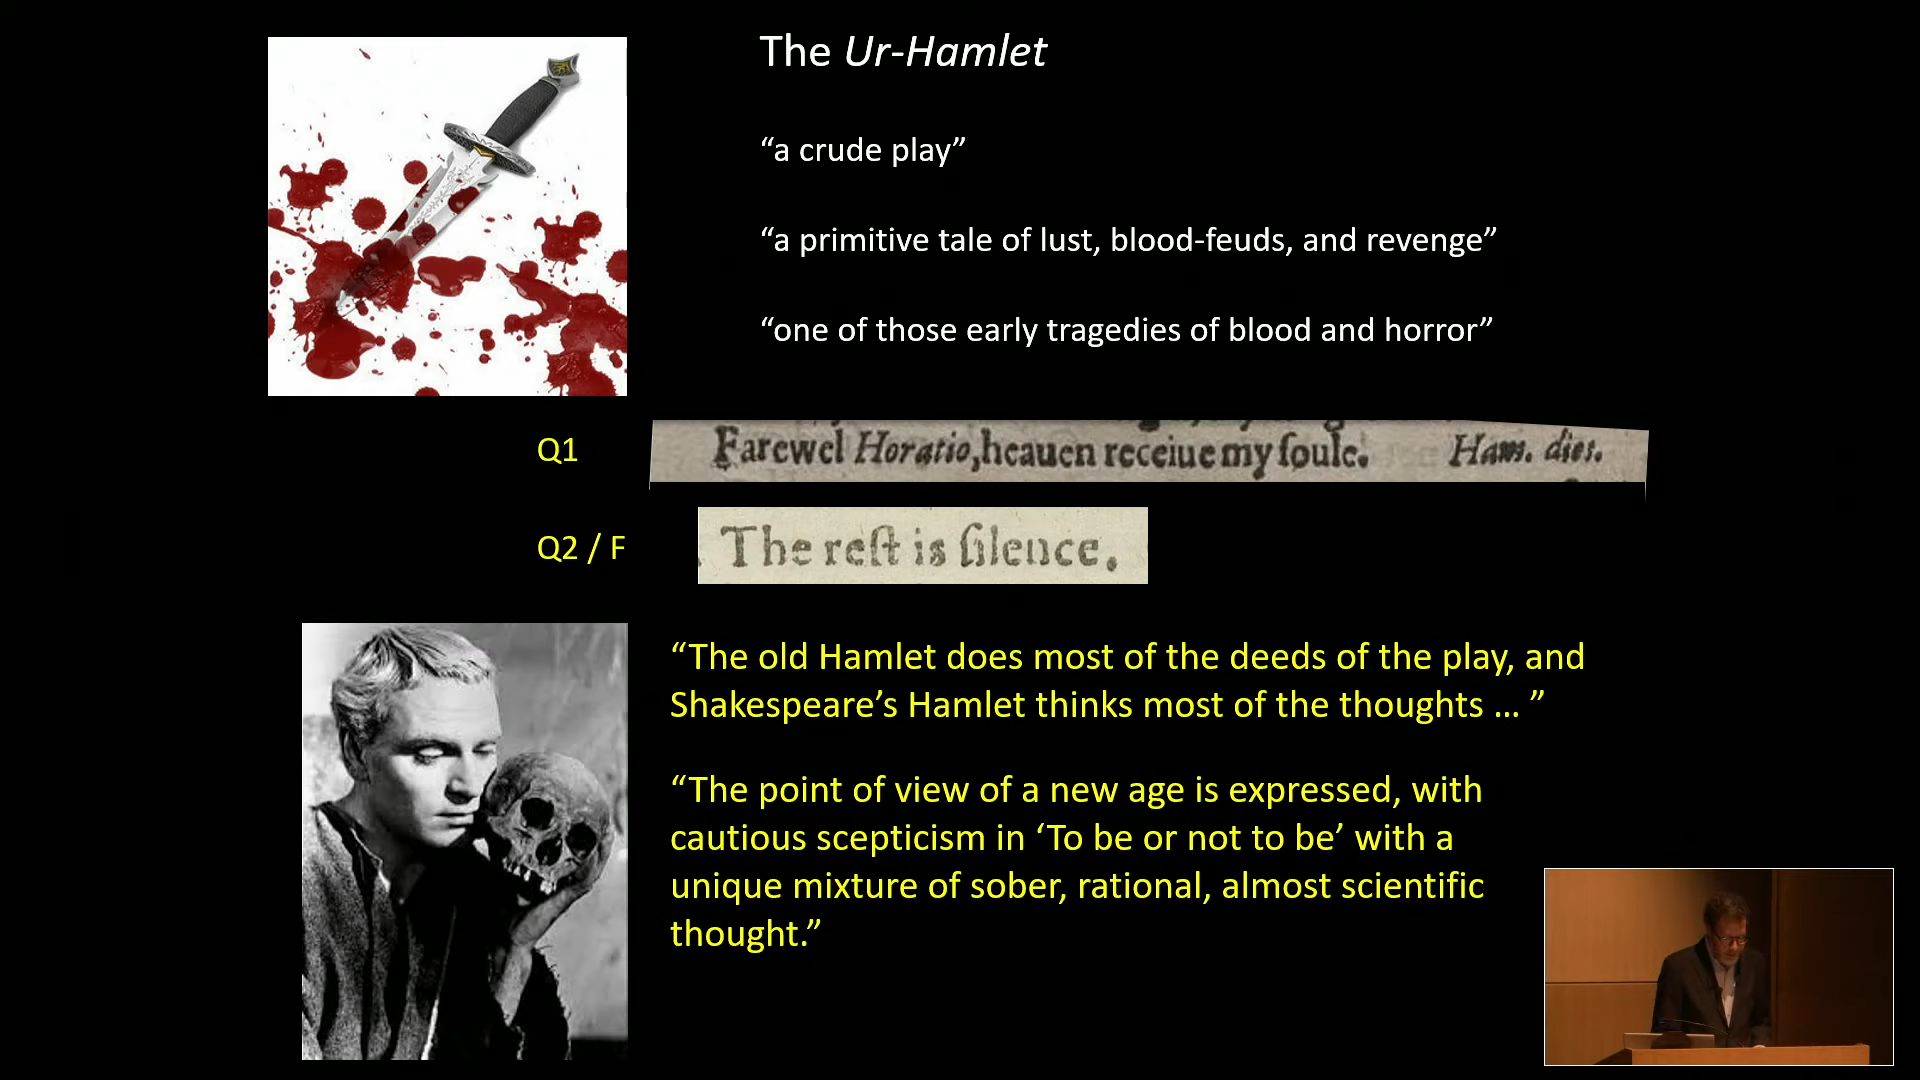 The Ur-Hamlet
“a crude play”
“a primitive tale of lust, blood-feuds, and revenge”
“one of those early tragedies of blood and horror”
Q1
Farewel Horatio, heauen receiue my ſoule. Ham. dies.
Q2 / F
The reſt is ſilence.
“The old Hamlet does most of the deeds of the play, and
Shakespeare’s Hamlet thinks most of the thoughts ... ”
“The point of view of a new age is expressed, with
cautious scepticism in ‘To be or not to be’ with a
unique mixture of sober, rational, almost scientific
thought.”